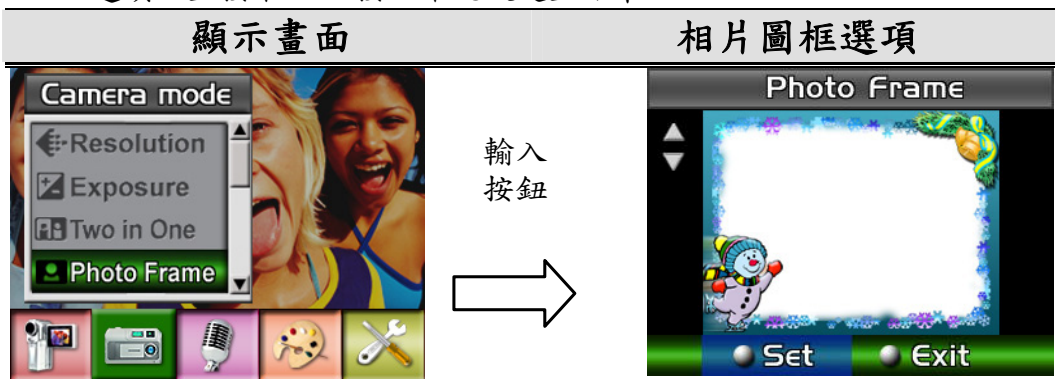 顯示畫面
相片圖框選項
Camera mode
Resolution
Exposure
Two in One
Photo Frame
輸入
按鈕
Photo Frame
Set
Exit